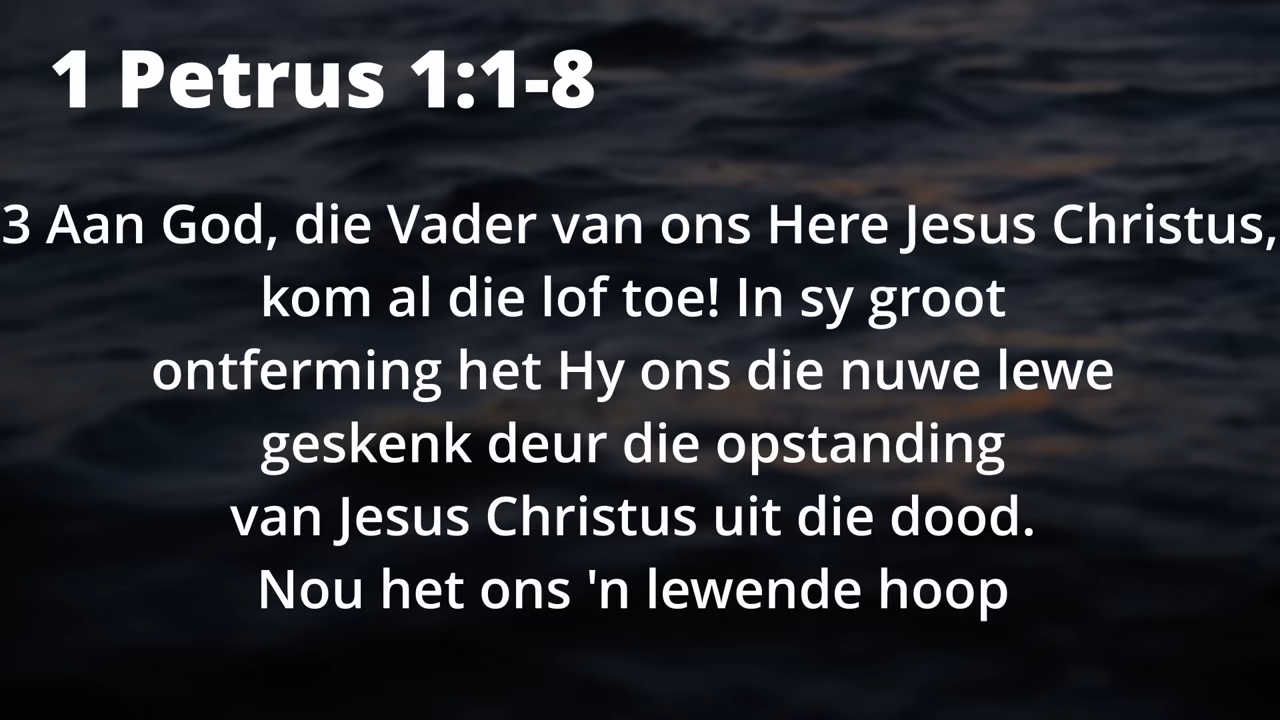 1 Petrus 1:1-8
3 Aan God, die Vader van ons Here Jesus Christus,
kom al die lof toe! In sy groot
ontferming het Hy ons die nuwe lewe
geskenk deur die opstanding
van Jesus Christus uit die dood.
Nou het ons 'n lewende hoop